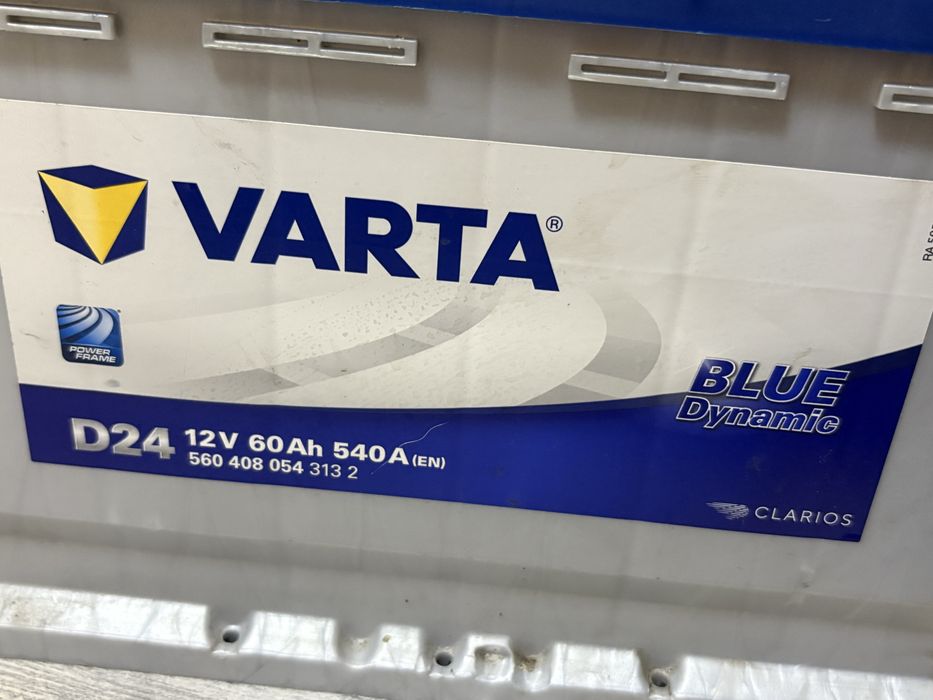 VARTA®
POWER
FRAME
BLUE
Dynamic
D24 12V 60Ah 540A (EN)
560 408 054 313 2
CLARIOS